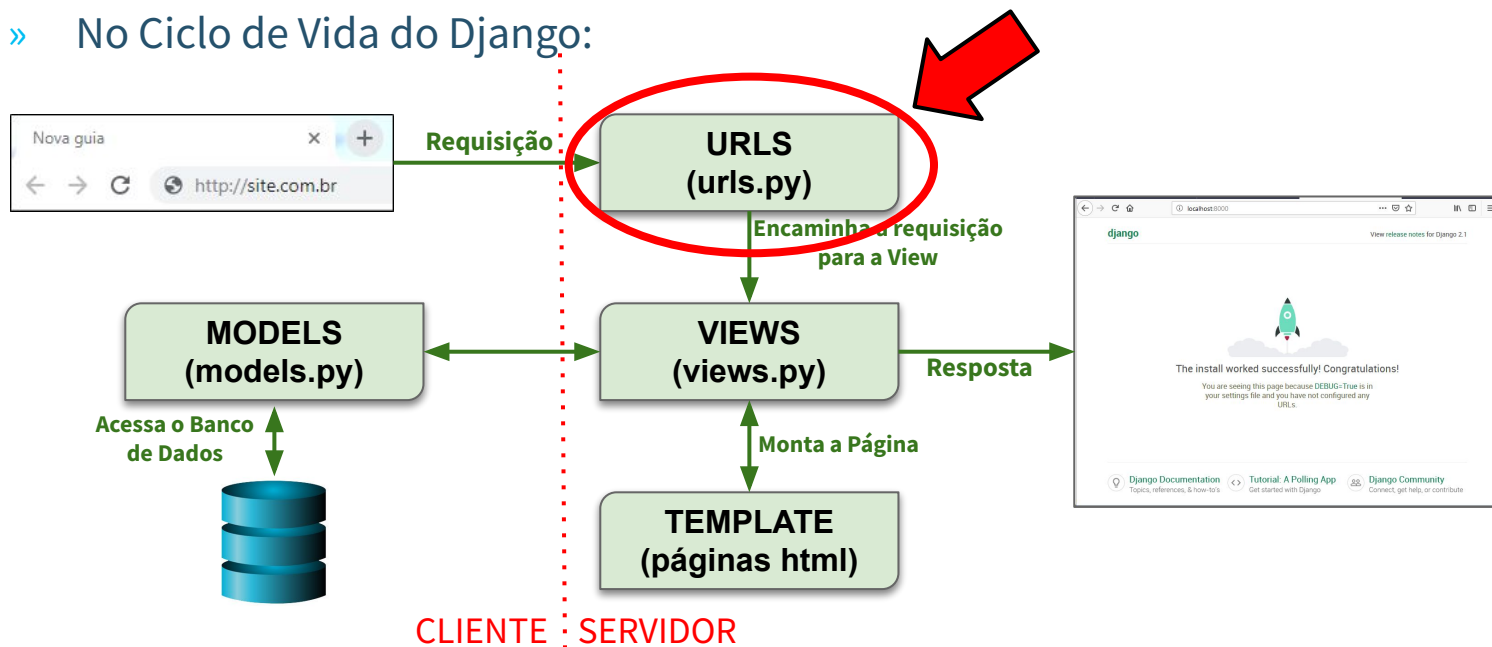 » No Ciclo de Vida do Django:
Nova guia
http://site.com.br
Requisição
URLS
(urls.py)
Encaminha a requisição
para a View
MODELS
(models.py)
VIEWS
(views.py)
Resposta
Acessa o Banco
de Dados
Monta a Página
TEMPLATE
(páginas html)
CLIENTE
SERVIDOR
localhost:8000
django
View release notes for Django 2.1
The install worked successfully! Congratulations!
You are seeing this page because DEBUG=True is in
your settings file and you have not configured any
URLs.
Django Documentation
Topics, references, & how-to's
Tutorial: A Polling App
Get started with Django
Django Community
Connect, get help, or contribute